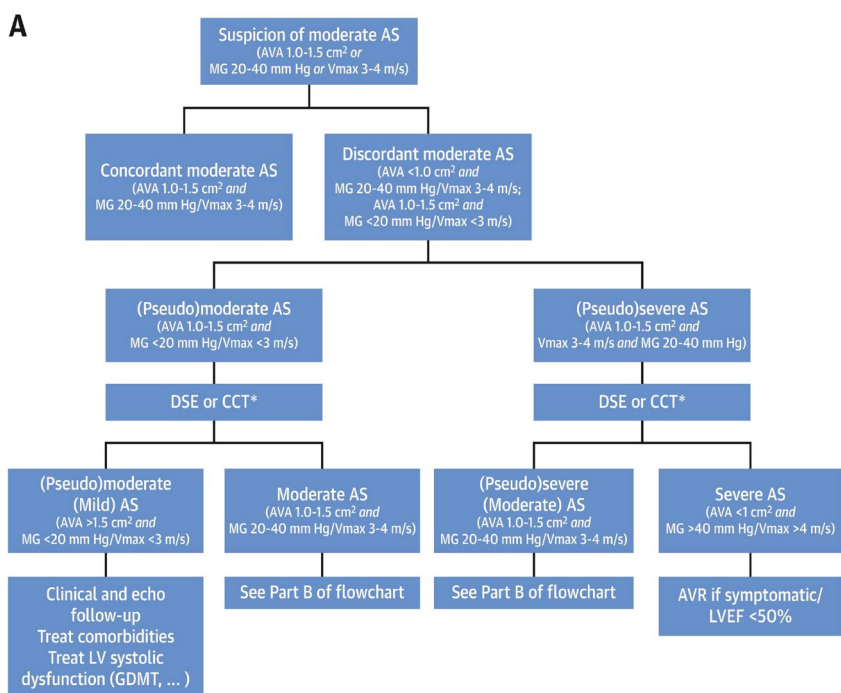 A
Suspicion of moderate AS
(AVA 1.0-1.5 cm² or
MG 20-40 mm Hg or Vmax 3-4 m/s)
Concordant moderate AS
(AVA 1.0-1.5 cm² and
MG 20-40 mm Hg/Vmax 3-4 m/s)
Discordant moderate AS
(AVA <1.0 cm² and
MG 20-40 mm Hg/Vmax 3-4 m/s;
AVA 1.0-1.5 cm² and
MG <20 mm Hg/Vmax <3 m/s)
(Pseudo)moderate AS
(AVA 1.0-1.5 cm² and
MG <20 mm Hg/Vmax <3 m/s)
(Pseudo)severe AS
(AVA 1.0-1.5 cm² and
Vmax 3-4 m/s and MG 20-40 mm Hg)
DSE or CCT*
DSE or CCT*
(Pseudo)moderate
(Mild) AS
(AVA >1.5 cm² and
MG <20 mm Hg/Vmax <3 m/s)
Moderate AS
(AVA 1.0-1.5 cm² and
MG 20-40 mm Hg/Vmax 3-4 m/s)
(Pseudo)severe
(Moderate) AS
(AVA 1.0-1.5 cm² and
MG 20-40 mm Hg/Vmax 3-4 m/s)
Severe AS
(AVA <1 cm² and
MG >40 mm Hg/Vmax >4 m/s)
Clinical and echo
follow-up
Treat comorbidities
Treat LV systolic
dysfunction (GDMT, ... )
See Part B of flowchart
See Part B of flowchart
AVR if symptomatic/
LVEF <50%